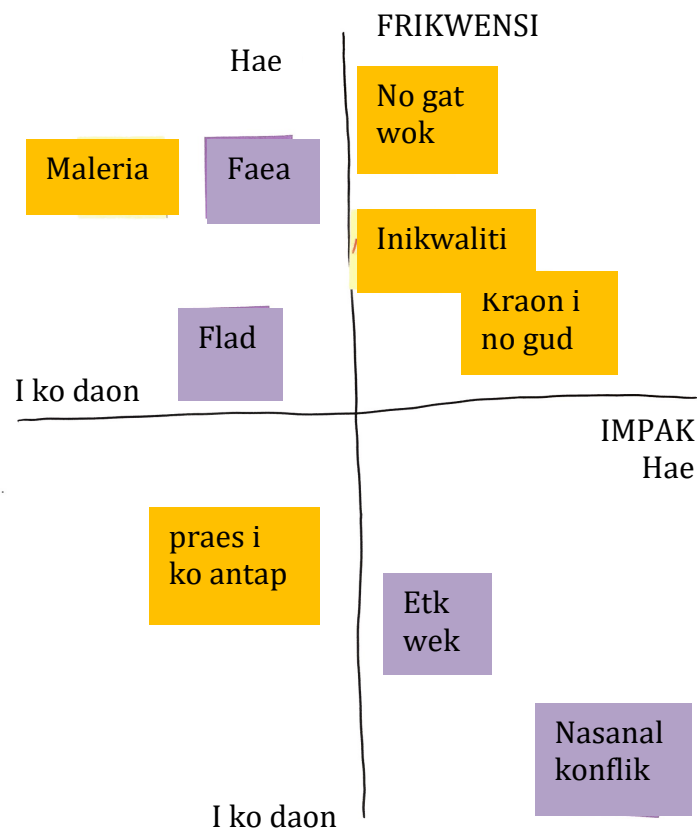 FRIKWENSI
Hae
No gat
wok
Maleria
Faea
Inikwaliti
Kraon i
no gud
Flad
I ko daon
IMPAK
Hae
praes i
ko antap
Etk
wek
Nasanal
konflik
I ko daon